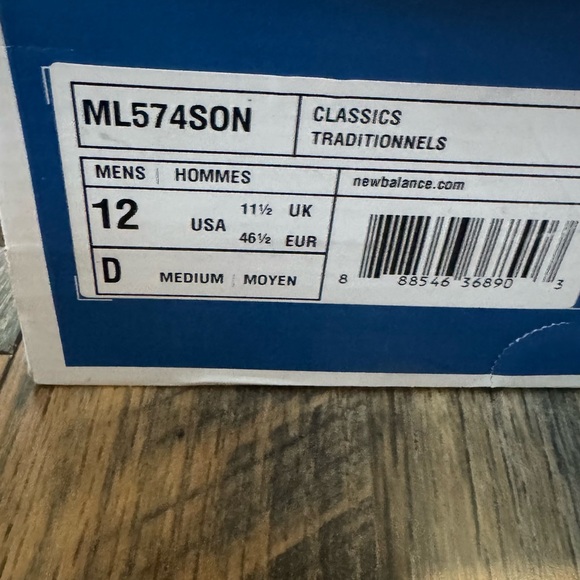 ML574SON
CLASSICS
TRADITIONNELS
MENS | HOMMES
newbalance.com
12 USA 11½ UK
46½ EUR
D MEDIUM | MOYEN
8 88546 36890 3